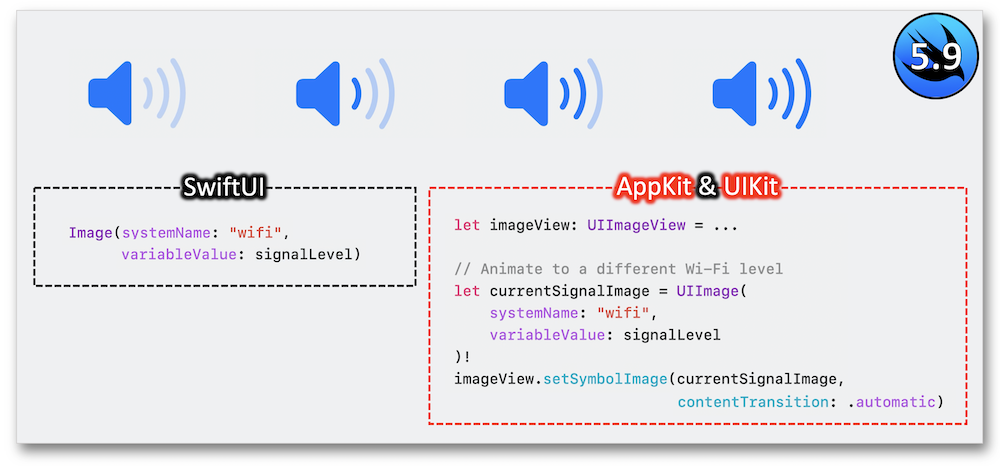 5.9
SwiftUI
Image(systemName: "wifi",
      variableValue: signalLevel)
AppKit & UIKit
let imageView: UIImageView = ...
// Animate to a different Wi-Fi level
let currentSignalImage = UIImage(
    systemName: "wifi",
    variableValue: signalLevel
)!
imageView.setSymbolImage(currentSignalImage,
                         contentTransition: .automatic)